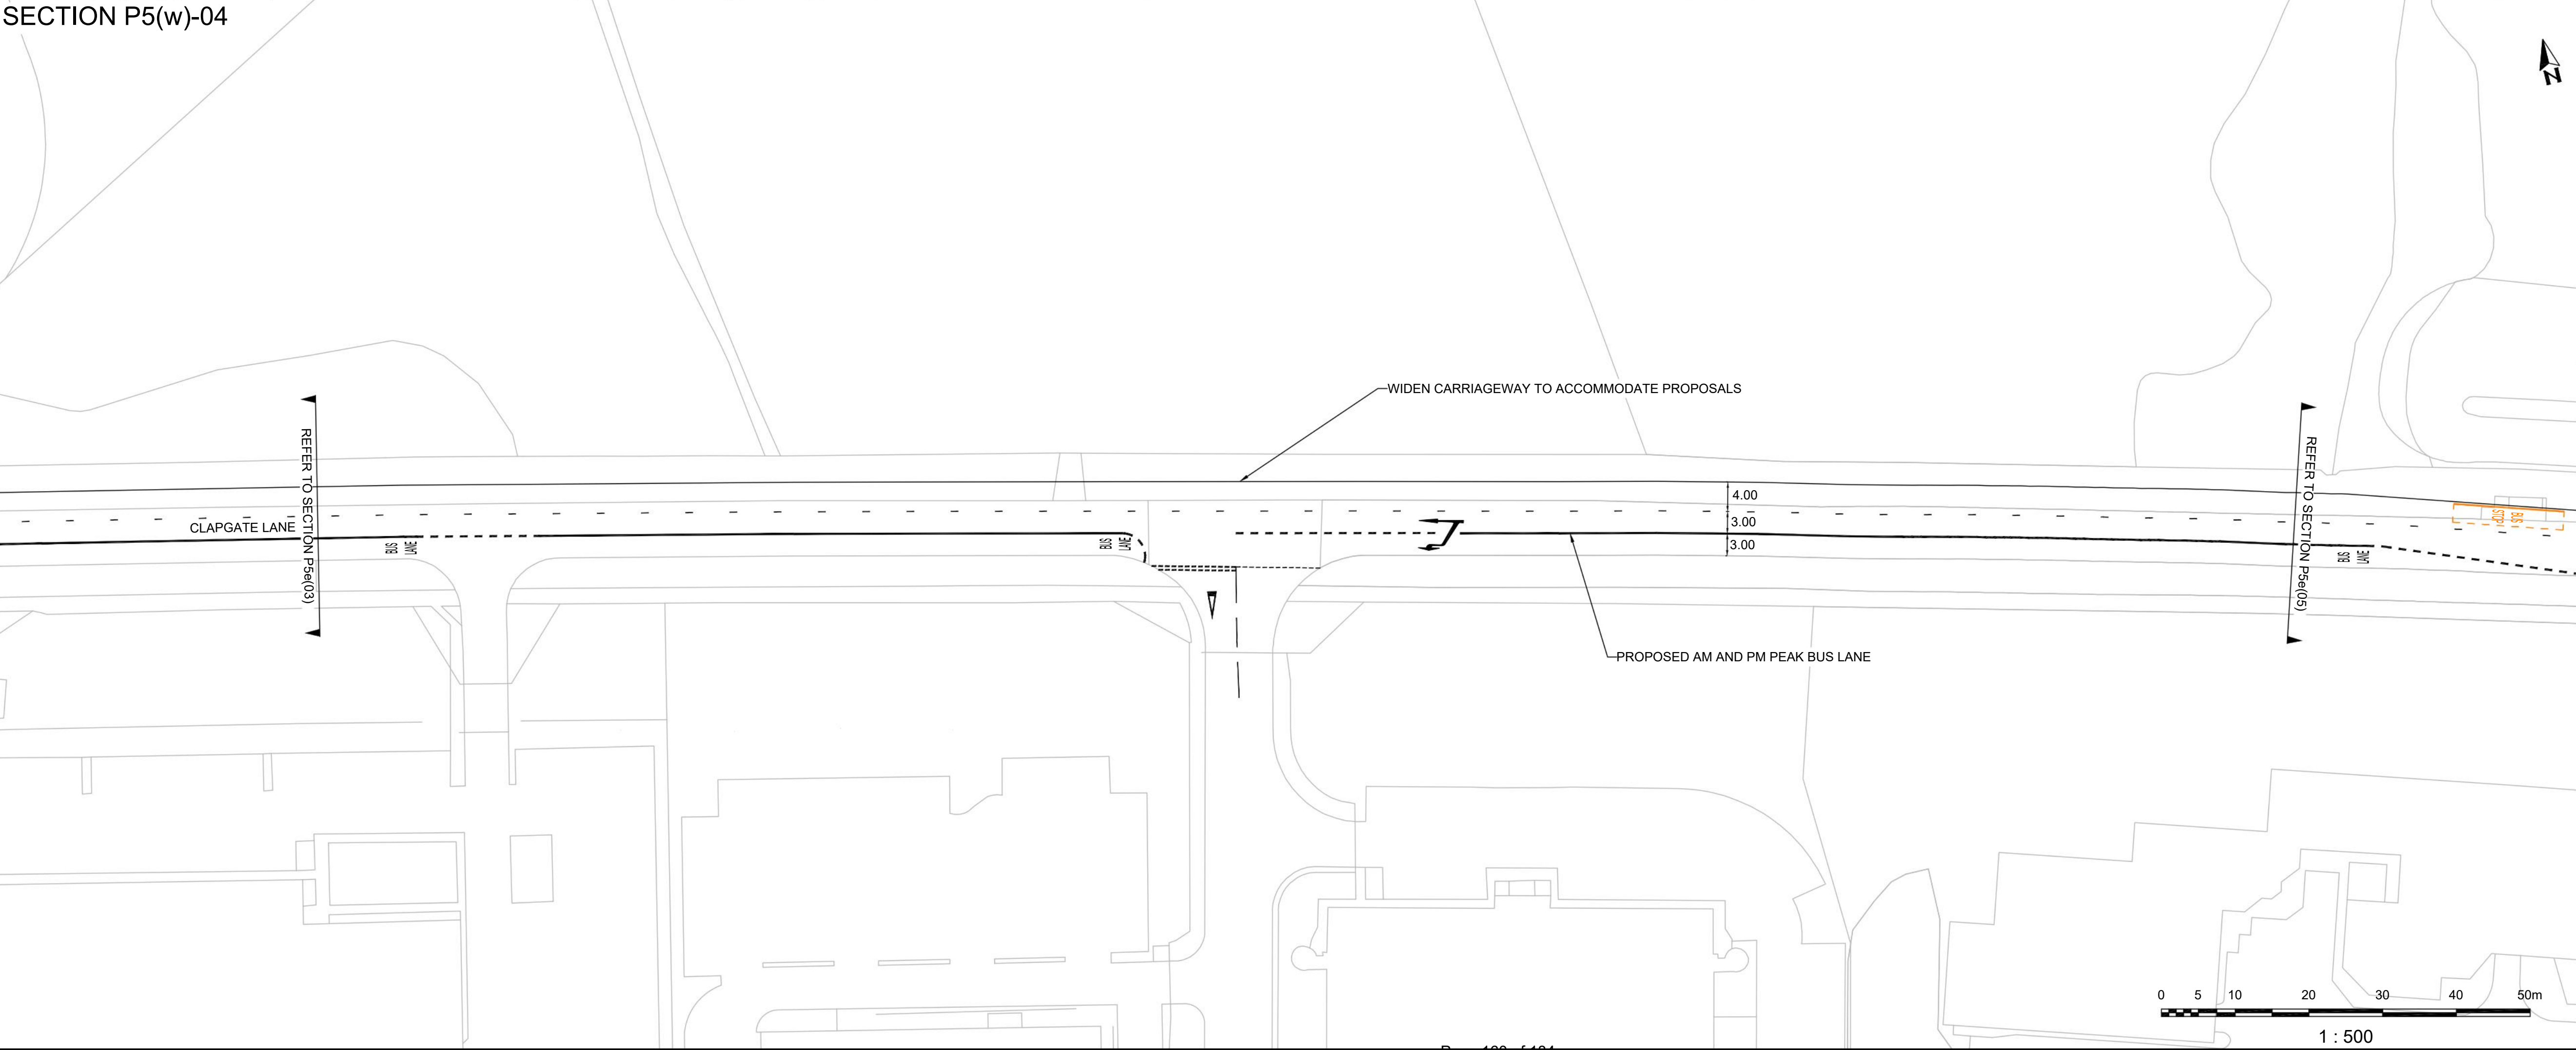 SECTION P5(w)-04
N
WIDEN CARRIAGEWAY TO ACCOMMODATE PROPOSALS
REFER TO SECTION P5e(03)
REFER TO SECTION P5e(05)
4.00
3.00
3.00
CLAPGATE LANE
BUS
STOP
BUS
LANE
BUS
LANE
BUS
LANE
PROPOSED AM AND PM PEAK BUS LANE
0 5 10 20 30 40 50m
1 : 500